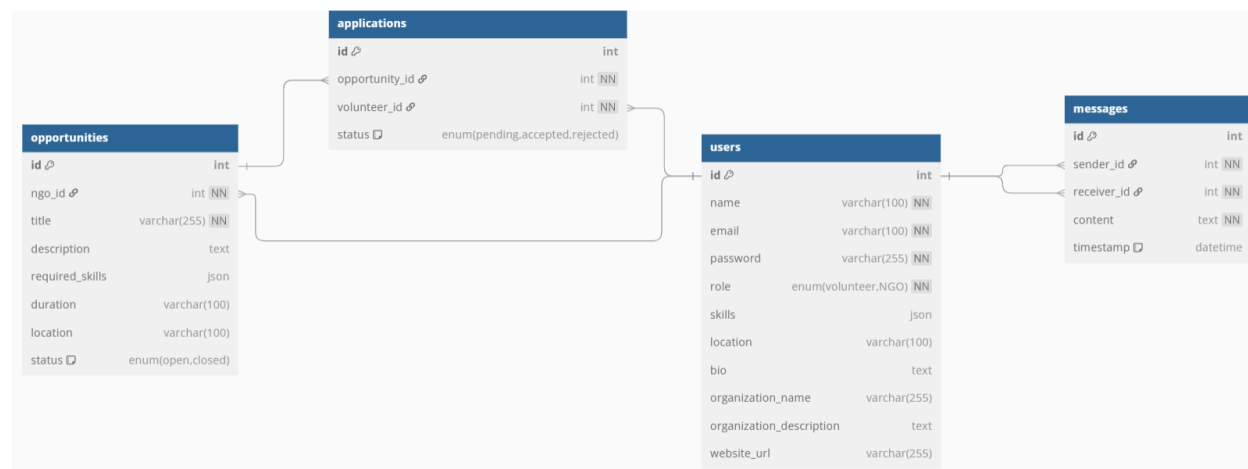 applications
id int
opportunity_id int NN
volunteer_id int NN
status enum(pending,accepted,rejected)
opportunities
id int
ngo_id int NN
title varchar(255) NN
description text
required_skills json
duration varchar(100)
location varchar(100)
status enum(open,closed)
users
id int
name varchar(100) NN
email varchar(100) NN
password varchar(255) NN
role enum(volunteer,NGO) NN
skills json
location varchar(100)
bio text
organization_name varchar(255)
organization_description text
website_url varchar(255)
messages
id int
sender_id int NN
receiver_id int NN
content text NN
timestamp datetime